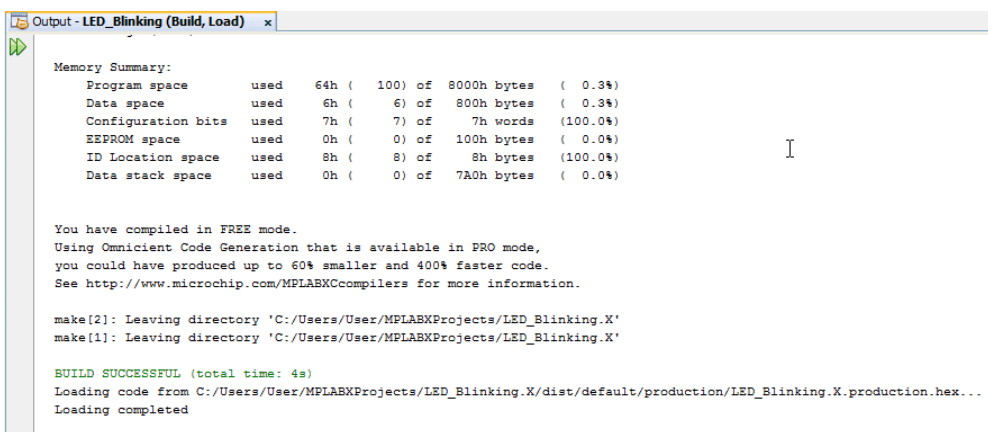 Output - LED_Blinking (Build, Load) x
Memory Summary:
Program space used 64h ( 100) of 8000h bytes ( 0.3%)
Data space used 6h ( 6) of 800h bytes ( 0.3%)
Configuration bits used 7h ( 7) of 7h words (100.0%)
EEPROM space used 0h ( 0) of 100h bytes ( 0.0%)
ID Location space used 8h ( 8) of 8h bytes (100.0%)
Data stack space used 0h ( 0) of 7A0h bytes ( 0.0%)
You have compiled in FREE mode.
Using Omnicient Code Generation that is available in PRO mode,
you could have produced up to 60% smaller and 400% faster code.
See http://www.microchip.com/MPLABXCcompilers for more information.
make[2]: Leaving directory 'C:/Users/User/MPLABXProjects/LED_Blinking.X'
make[1]: Leaving directory 'C:/Users/User/MPLABXProjects/LED_Blinking.X'
BUILD SUCCESSFUL (total time: 4s)
Loading code from C:/Users/User/MPLABXProjects/LED_Blinking.X/dist/default/production/LED_Blinking.X.production.hex...
Loading completed